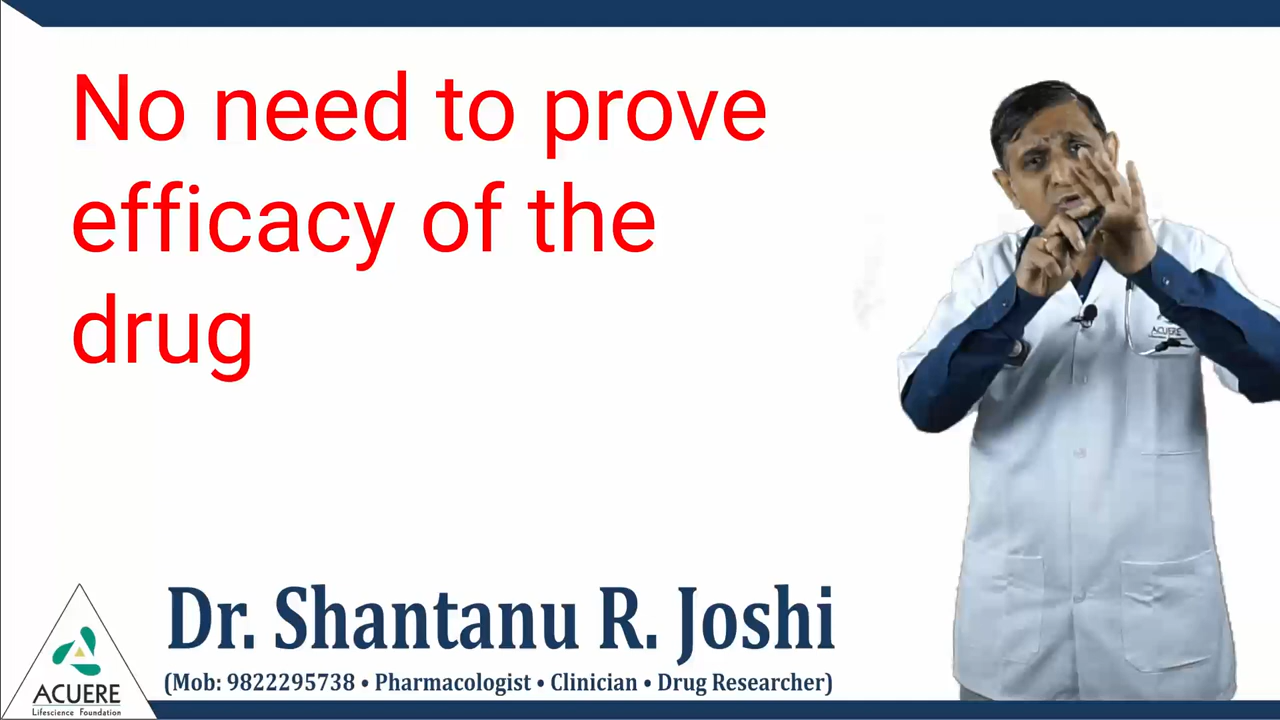 No need to prove
efficacy of the
drug
ACUERE
Dr. Shantanu R. Joshi
(Mob: 9822295738 • Pharmacologist • Clinician • Drug Researcher)
ACUERE
Lifescience Foundation